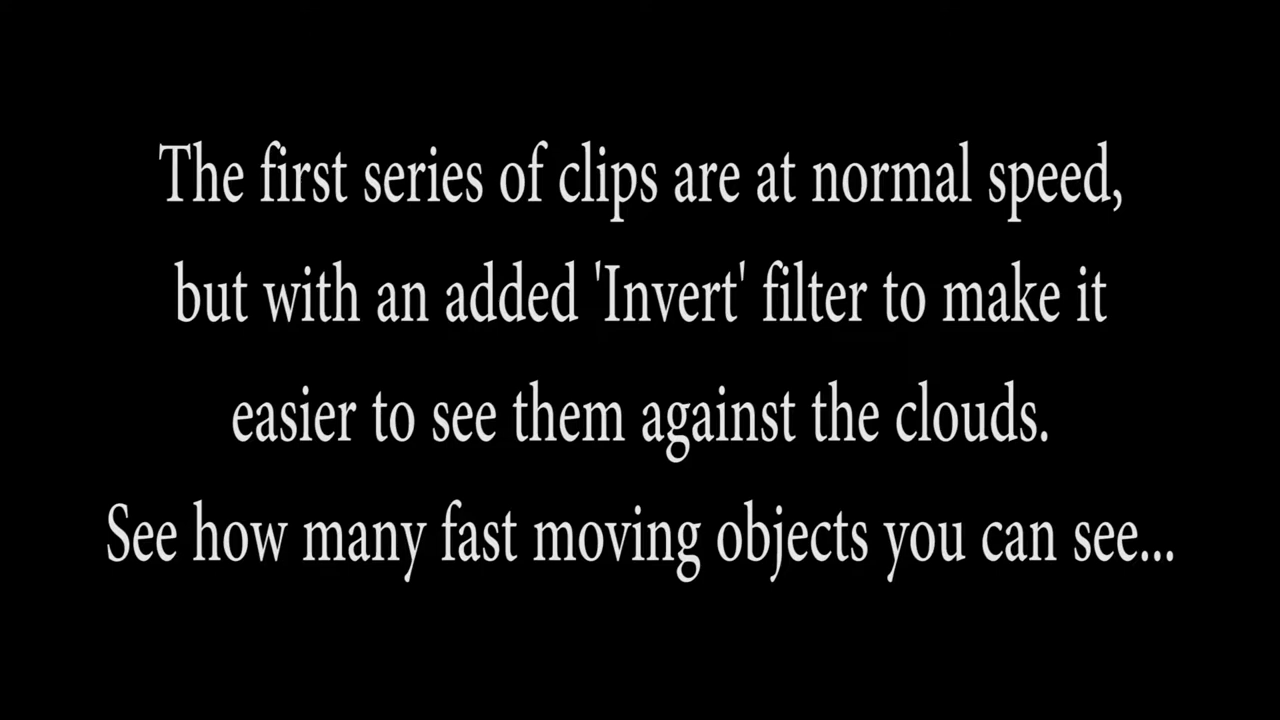 The first series of clips are at normal speed,
but with an added 'Invert' filter to make it
easier to see them against the clouds.
See how many fast moving objects you can see...